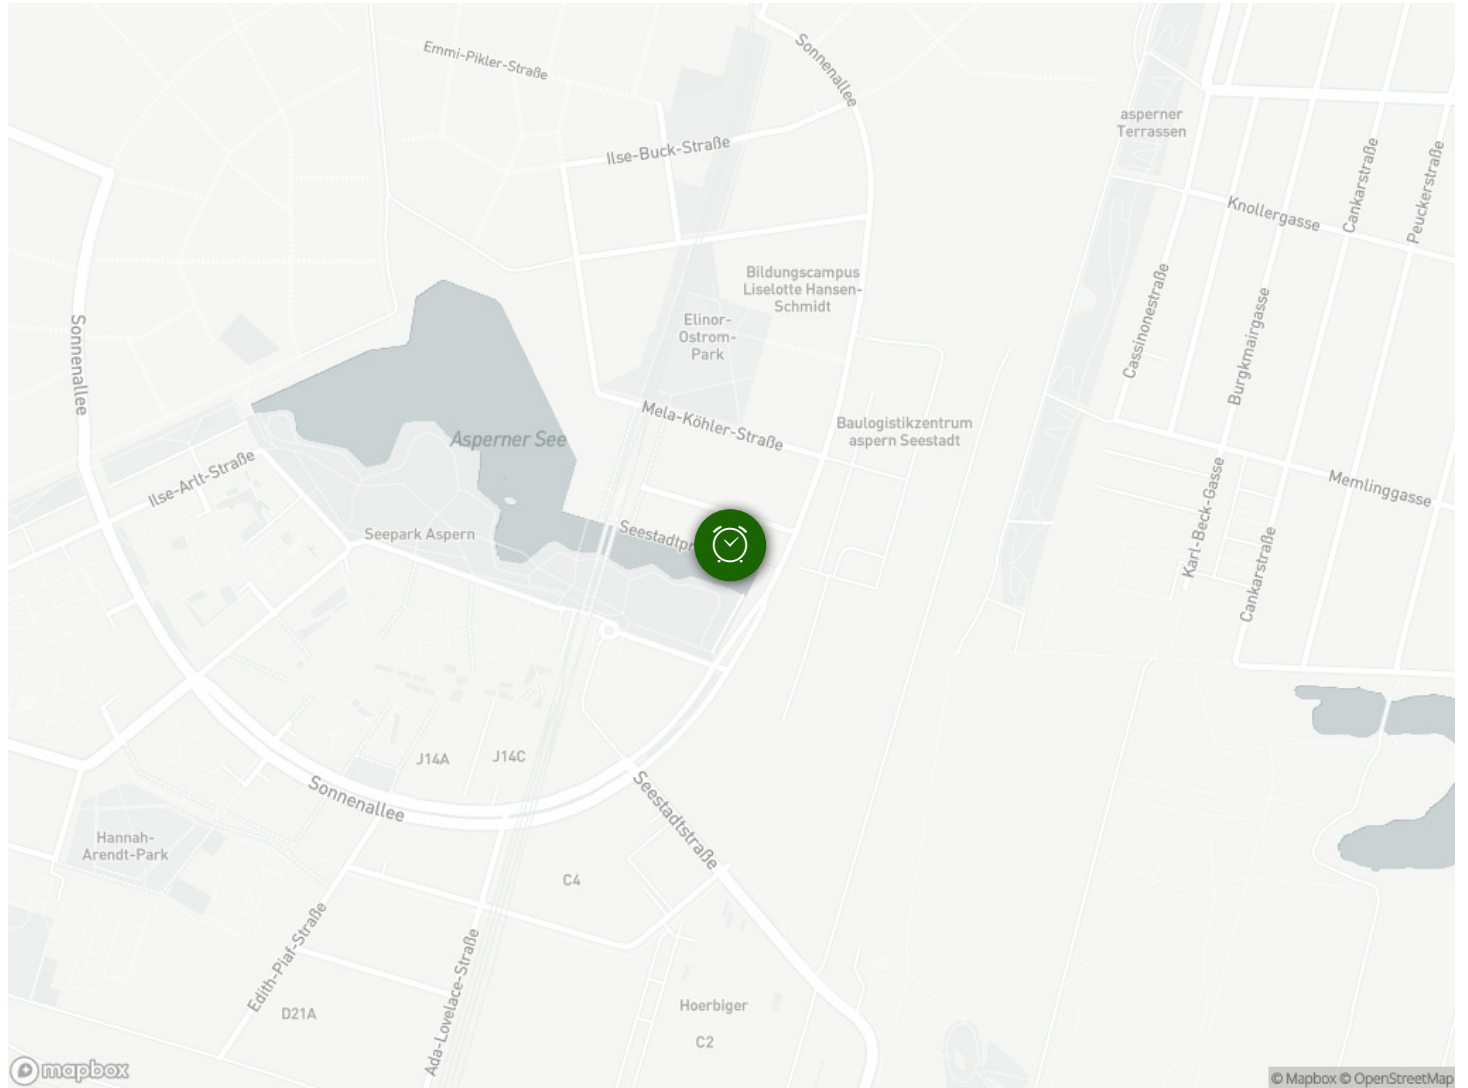 Emmi-Pikler-Straße
Sonnenallee
Ilse-Buck-Straße
asperner
Terrassen
Knollergasse
Cankarstraße
Peuckerstraße
Bildungscampus
Liselotte Hansen-
Schmidt
Elinor-
Ostrom-
Park
Cassinonestraße
Burgkmairgasse
Sonnenallee
Mela-Köhler-Straße
Asperner See
Baulogistikzentrum
aspern Seestadt
Ilse-Arlt-Straße
Memlinggasse
Seepark Aspern
Seestadtpr
Karl-Beck-Gasse
Cankarstraße
J14A
J14C
Sonnenallee
Seestadtstraße
Hannah-
Arendt-Park
C4
Edith-Piaf-Straße
Ada-Lovelace-Straße
Hoerbiger
D21A
C2
mapbox
© Mapbox © OpenStreetMap